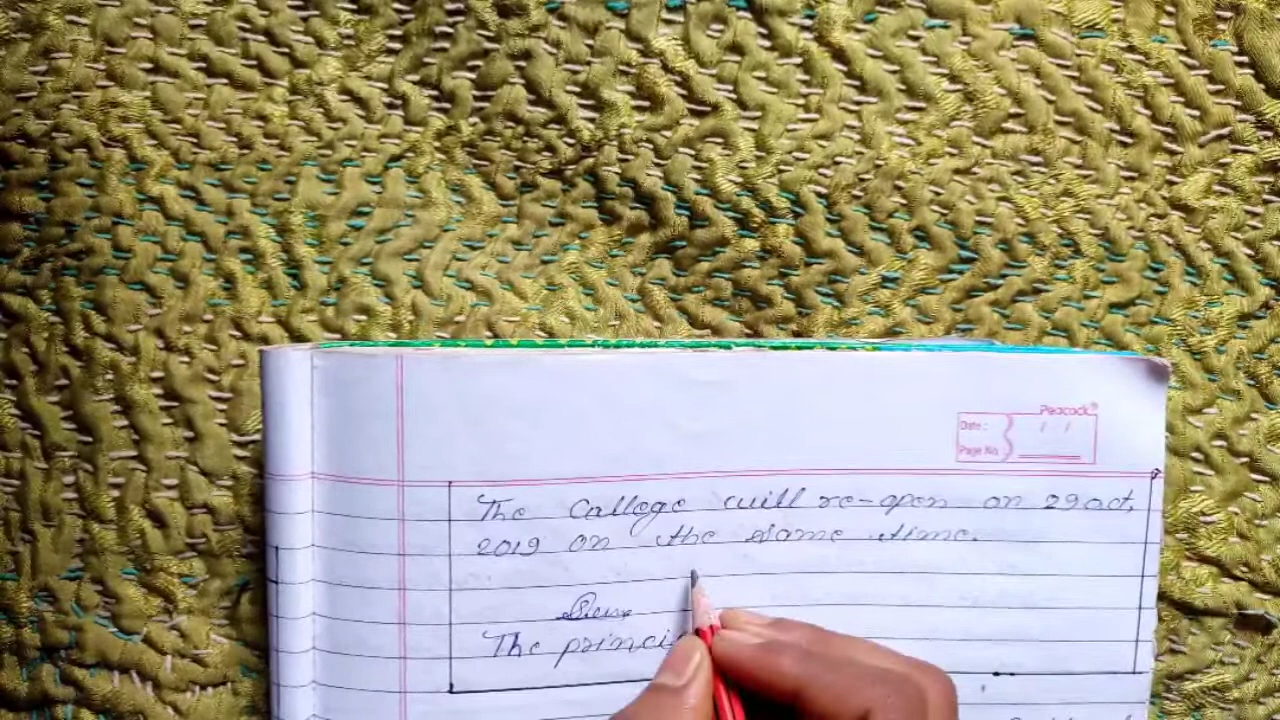 Peacock®
Date : / /
Page No. :
The College will re-open on 29 oct,
2019 on the same time.
The princi